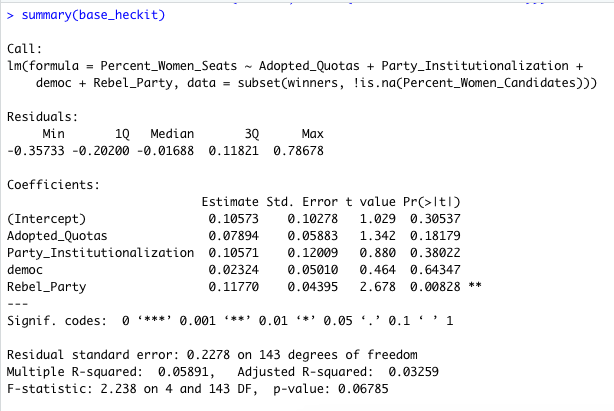 > summary(base_heckit)

Call:
lm(formula = Percent_Women_Seats ~ Adopted_Quotas + Party_Institutionalization +
    democ + Rebel_Party, data = subset(winners, !is.na(Percent_Women_Candidates)))

Residuals:
     Min       1Q   Median       3Q      Max
-0.35733 -0.20200 -0.01688  0.11821  0.78678

Coefficients:
                           Estimate Std. Error t value Pr(>|t|)
(Intercept)                 0.10573    0.10278   1.029  0.30537
Adopted_Quotas              0.07894    0.05883   1.342  0.18179
Party_Institutionalization  0.10571    0.12009   0.880  0.38022
democ                       0.02324    0.05010   0.464  0.64347
Rebel_Party                 0.11770    0.04395   2.678  0.00828 **
---
Signif. codes:  0 ‘***’ 0.001 ‘**’ 0.01 ‘*’ 0.05 ‘.’ 0.1 ‘ ’ 1

Residual standard error: 0.2278 on 143 degrees of freedom
Multiple R-squared:  0.05891,   Adjusted R-squared:  0.03259
F-statistic: 2.238 on 4 and 143 DF,  p-value: 0.06785